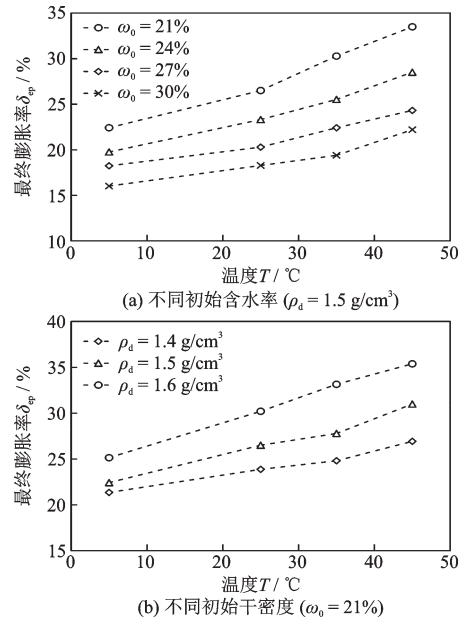 35
30
25
20
15
10
最终膨胀率δep / %
ω0 = 21%
ω0 = 24%
ω0 = 27%
ω0 = 30%
0 10 20 30 40 50
温度T / ℃
(a) 不同初始含水率 (ρd = 1.5 g/cm³)
40
35
30
25
20
15
最终膨胀率δep / %
ρd = 1.4 g/cm³
ρd = 1.5 g/cm³
ρd = 1.6 g/cm³
0 10 20 30 40 50
温度T / ℃
(b) 不同初始干密度 (ω0 = 21%)